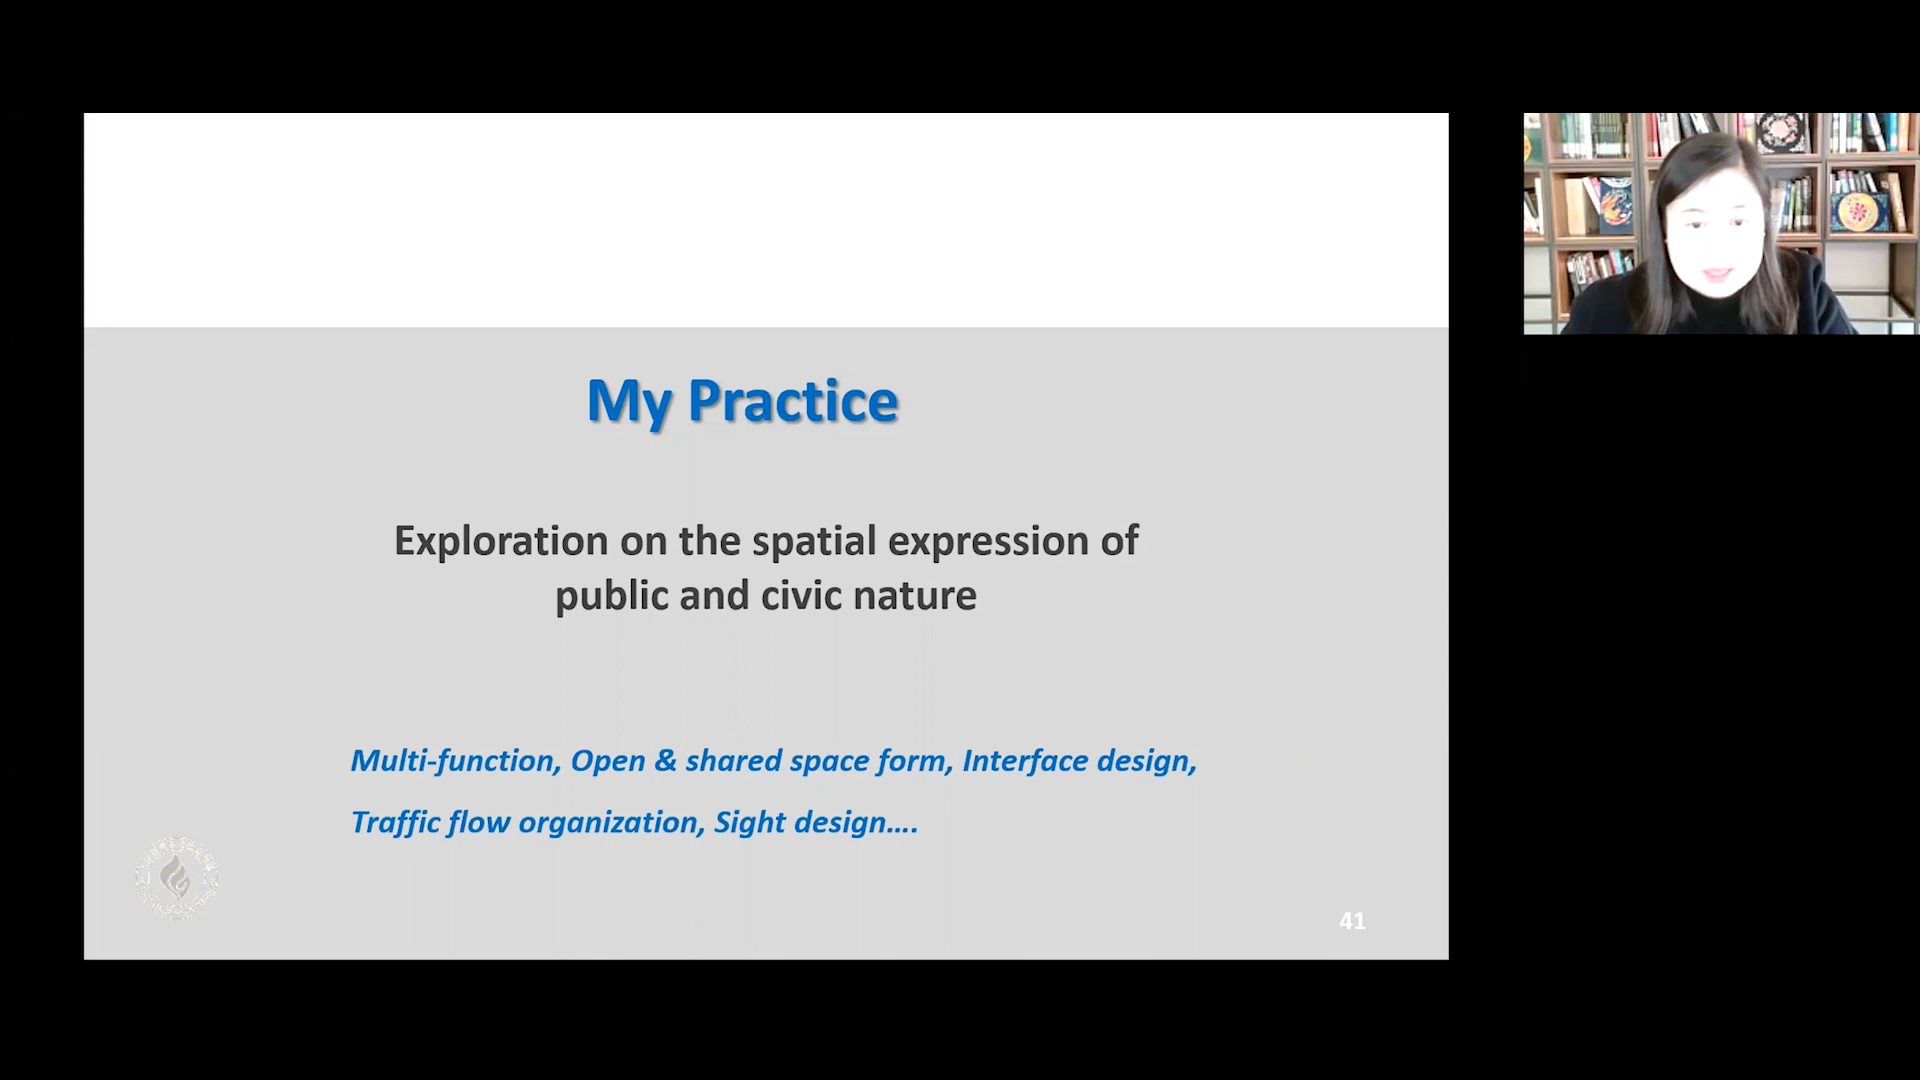 My Practice
Exploration on the spatial expression of
public and civic nature
Multi-function, Open & shared space form, Interface design,
Traffic flow organization, Sight design....
41